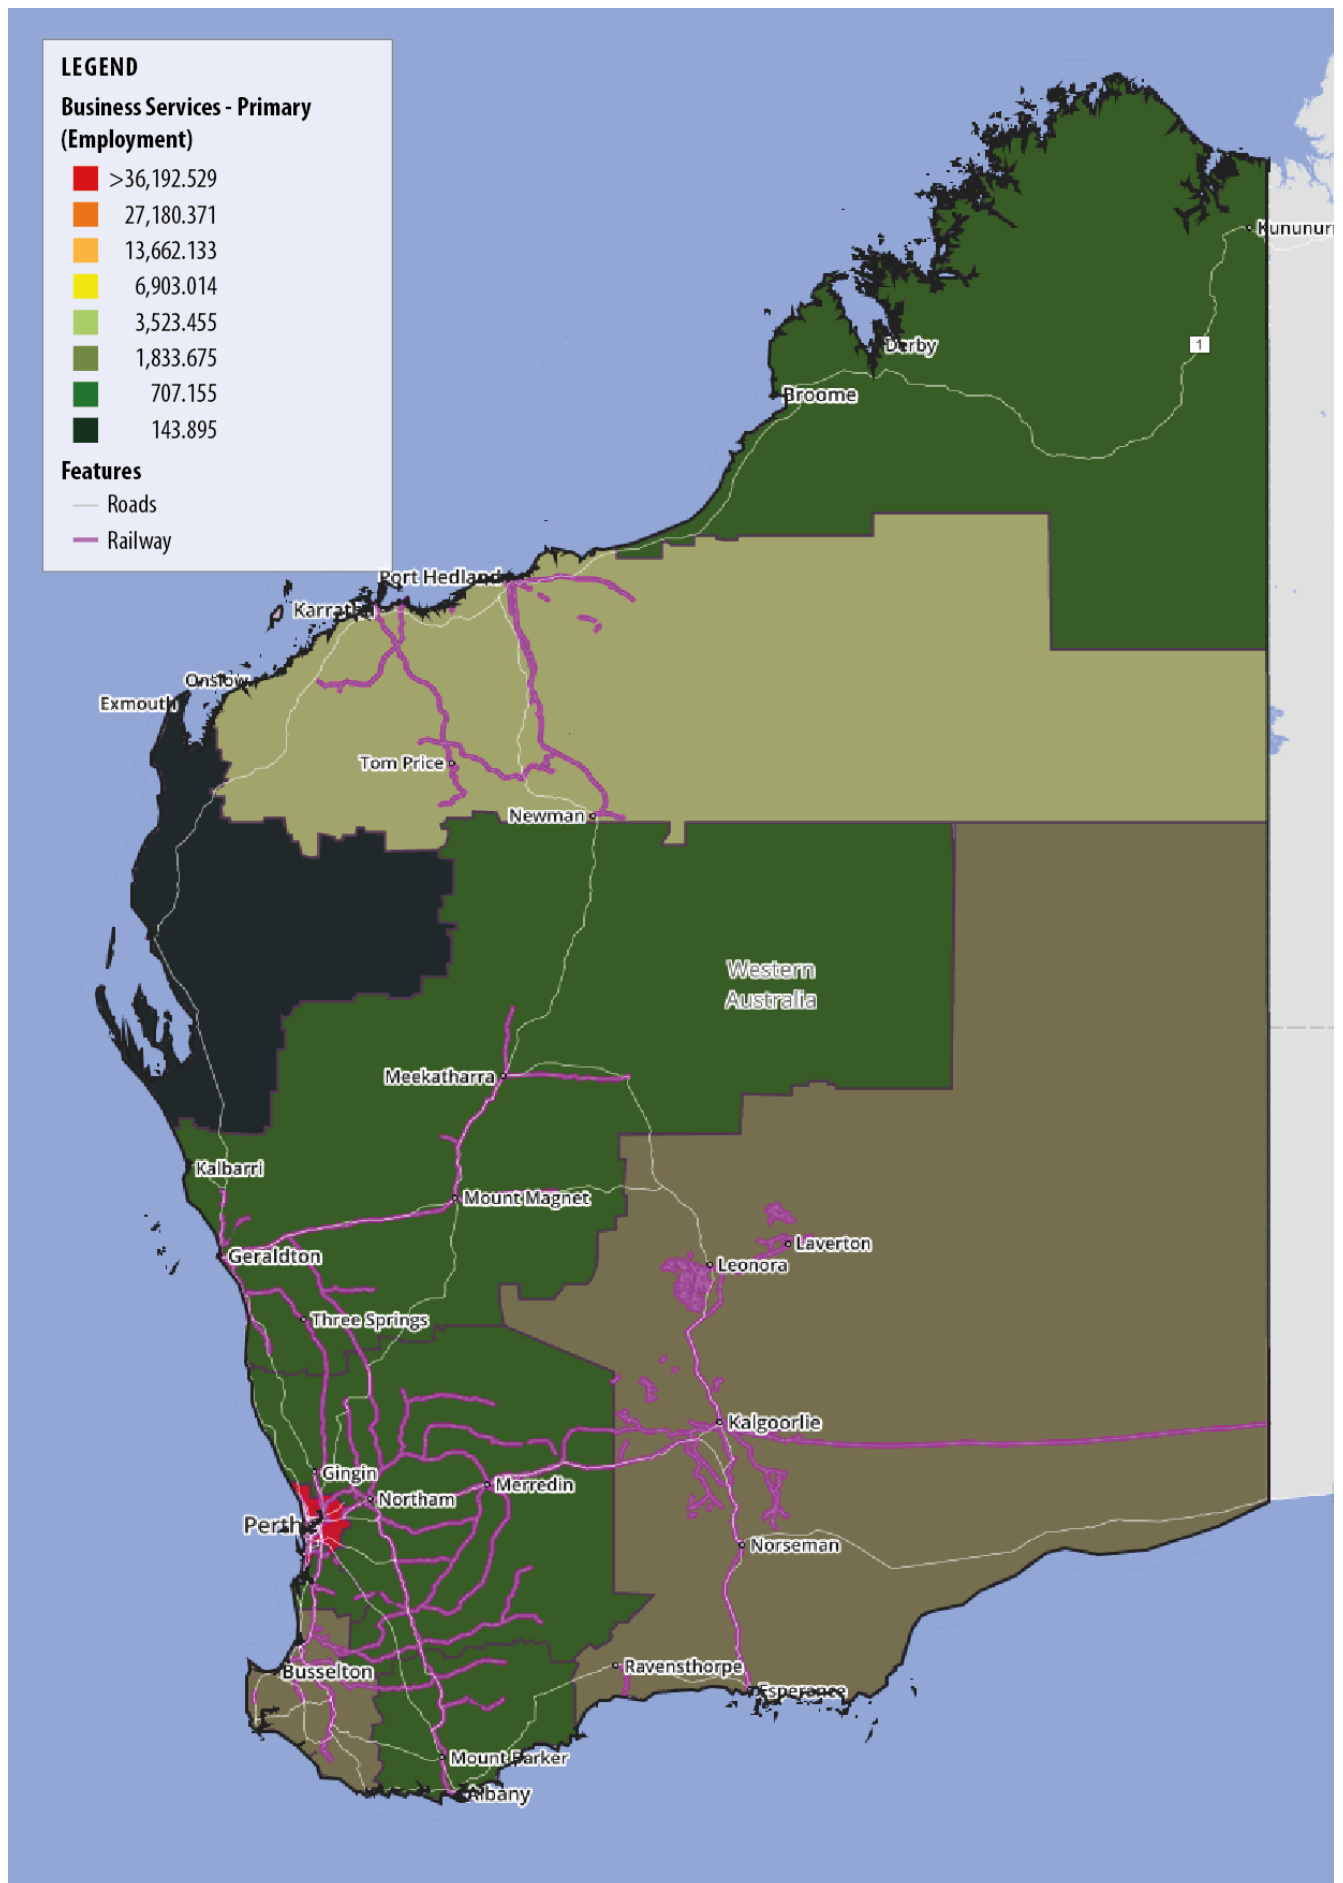 LEGEND
Business Services - Primary
(Employment)
>36,192.529
27,180.371
13,662.133
6,903.014
3,523.455
1,833.675
707.155
143.895
Features
Roads
Railway
Kununurr
1
Derby
Broome
Port Hedland
Karratha
Onslow
Exmouth
Tom Price
Newman
Western
Australia
Meekatharra
Kalbarri
Mount Magnet
Laverton
Geraldton
Leonora
Three Springs
Kalgoorlie
Gingin
Merredin
Northam
Perth
Norseman
Ravensthorpe
Busselton
Esperance
Mount Barker
Albany